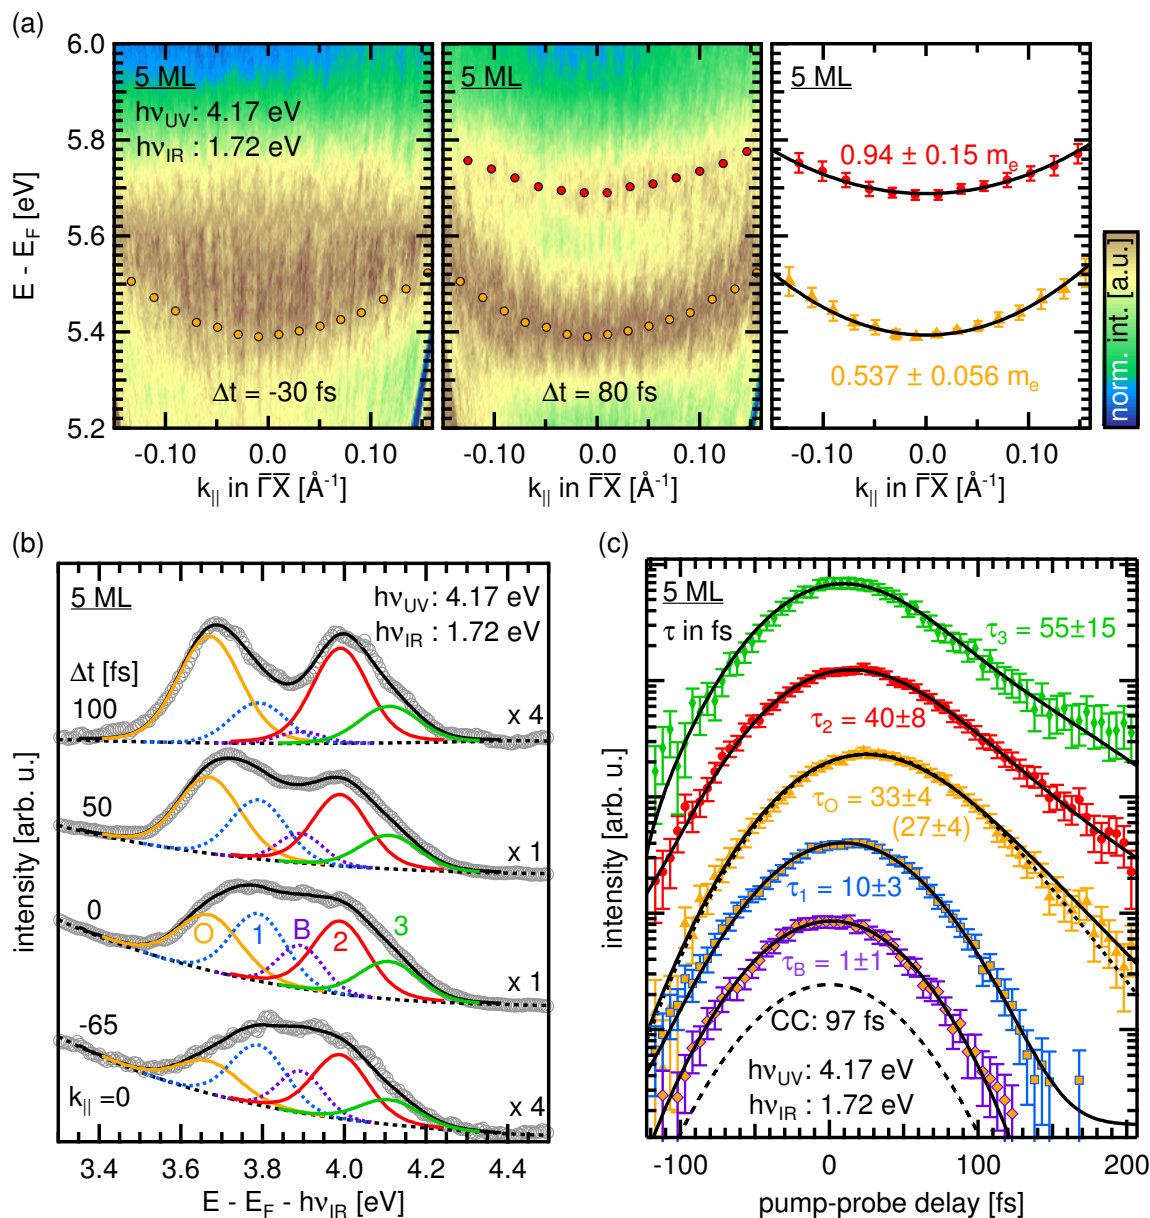 (a)
6.0
5.8
5.6
5.4
5.2
E - E_F [eV]
5 ML
hν_UV: 4.17 eV
hν_IR : 1.72 eV
Δt = -30 fs
-0.10 0.0 0.10
k_|| in Γ̅X̅ [Å⁻¹]
5 ML
Δt = 80 fs
-0.10 0.0 0.10
k_|| in Γ̅X̅ [Å⁻¹]
5 ML
0.94 ± 0.15 m_e
0.537 ± 0.056 m_e
-0.10 0.0 0.10
k_|| in Γ̅X̅ [Å⁻¹]
norm. int. [a.u.]
(b)
5 ML
hν_UV: 4.17 eV
hν_IR : 1.72 eV
Δt [fs]
100
x 4
50
x 1
0
O 1 B 2 3
x 1
-65
k_|| =0
x 4
intensity [arb. u.]
3.4 3.6 3.8 4.0 4.2 4.4
E - E_F - hν_IR [eV]
(c)
5 ML
τ in fs
τ_3 = 55±15
τ_2 = 40±8
τ_O = 33±4
(27±4)
τ_1 = 10±3
τ_B = 1±1
CC: 97 fs
hν_UV: 4.17 eV
hν_IR : 1.72 eV
intensity [arb. u.]
-100 0 100 200
pump-probe delay [fs]